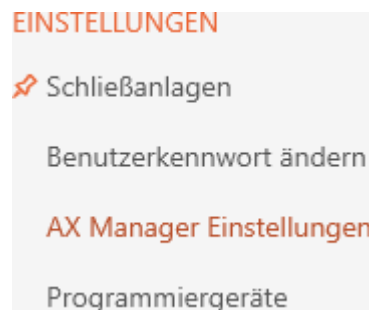 EINSTELLUNGEN
Schließanlagen
Benutzerkennwort ändern
AX Manager Einstellungen
Programmiergeräte